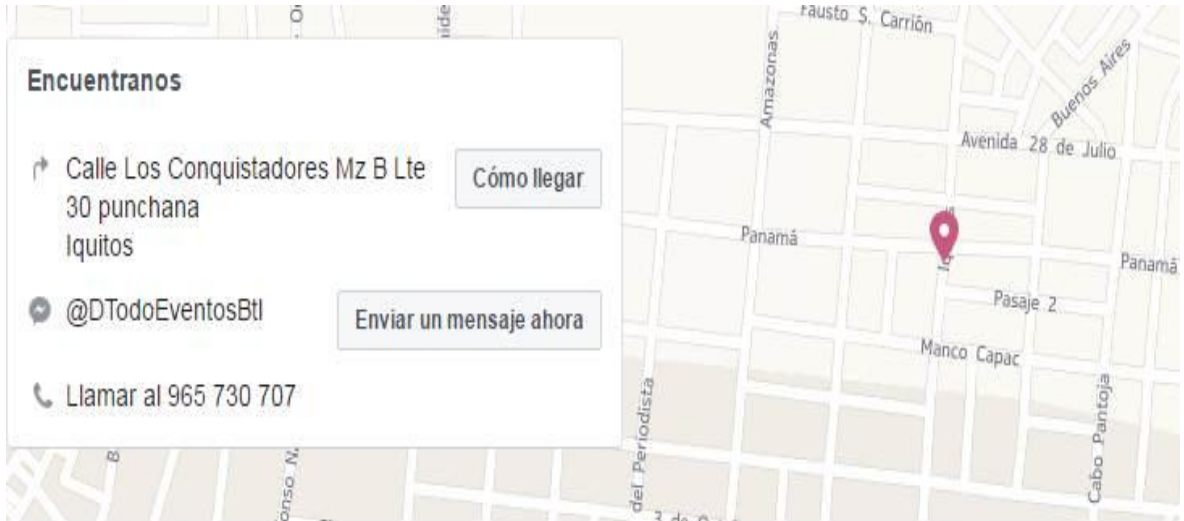 Encuentranos
Calle Los Conquistadores Mz B Lte
30 punchana
Iquitos
Cómo llegar
@DTodoEventosBtl
Enviar un mensaje ahora
Llamar al 965 730 707
Fausto S. Carrión
Amazonas
Buenos Aires
Avenida 28 de Julio
Panamá
Panamá
Pasaje 2
Manco Capac
del Periodista
Cabo Pantoja